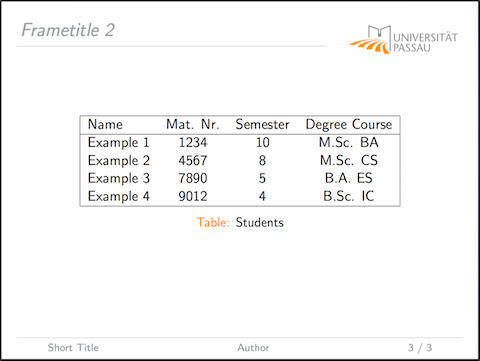 Frametitle 2
UNIVERSITÄT
PASSAU
Name Mat. Nr. Semester Degree Course
Example 1 1234 10 M.Sc. BA
Example 2 4567 8 M.Sc. CS
Example 3 7890 5 B.A. ES
Example 4 9012 4 B.Sc. IC
Table: Students
Short Title Author 3 / 3